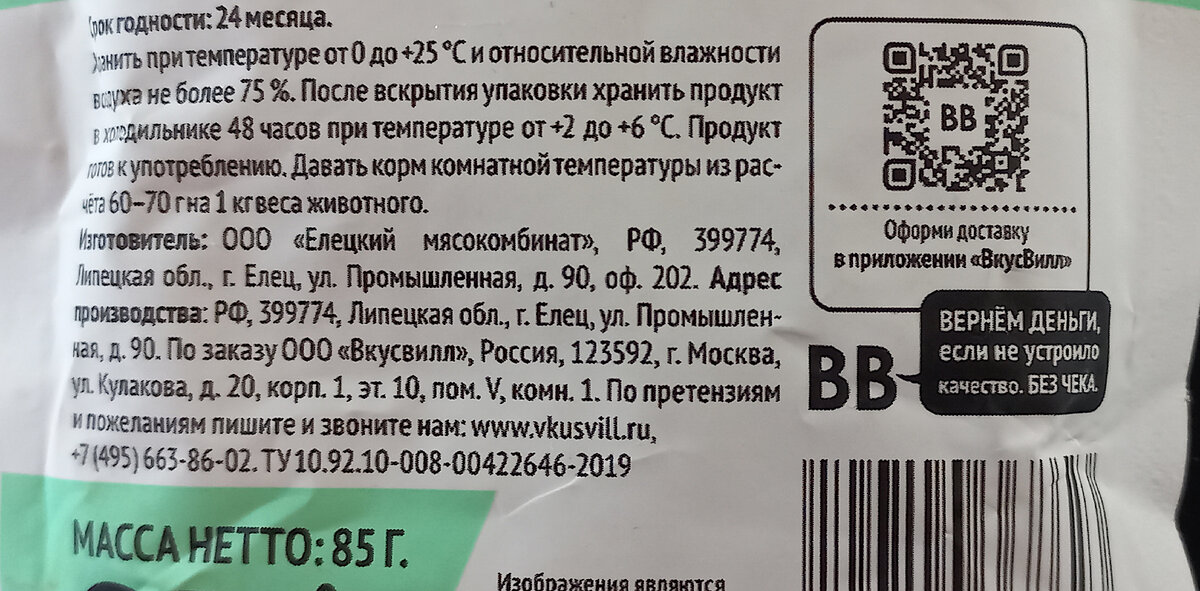 Срок годности: 24 месяца.
Хранить при температуре от 0 до +25 °С и относительной влажности
воздуха не более 75 %. После вскрытия упаковки хранить продукт
в холодильнике 48 часов при температуре от +2 до +6 °С. Продукт
готов к употреблению. Давать корм комнатной температуры из рас-
чёта 60–70 г на 1 кг веса животного.
Изготовитель: ООО «Елецкий мясокомбинат», РФ, 399774,
Липецкая обл., г. Елец, ул. Промышленная, д. 90, оф. 202. Адрес
производства: РФ, 399774, Липецкая обл., г. Елец, ул. Промышлен-
ная, д. 90. По заказу ООО «Вкусвилл», Россия, 123592, г. Москва,
ул. Кулакова, д. 20, корп. 1, эт. 10, пом. V, комн. 1. По претензиям
и пожеланиям пишите и звоните нам: www.vkusvill.ru,
+7 (495) 663-86-02. ТУ 10.92.10-008-00422646-2019
МАССА НЕТТО: 85 Г.
Изображения являются
ВВ
Оформи доставку
в приложении «ВкусВилл»
ВВ
ВЕРНЁМ ДЕНЬГИ,
если не устроило
качество. БЕЗ ЧЕКА.